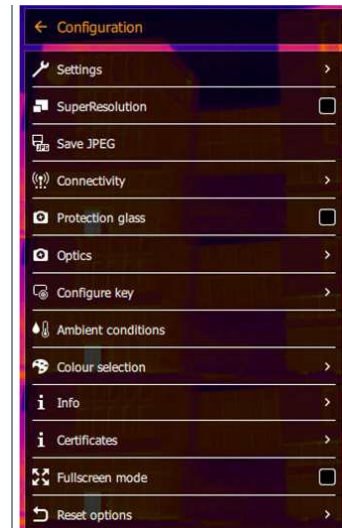 Configuration
Settings
SuperResolution
Save JPEG
Connectivity
Protection glass
Optics
Configure key
Ambient conditions
Colour selection
Info
Certificates
Fullscreen mode
Reset options